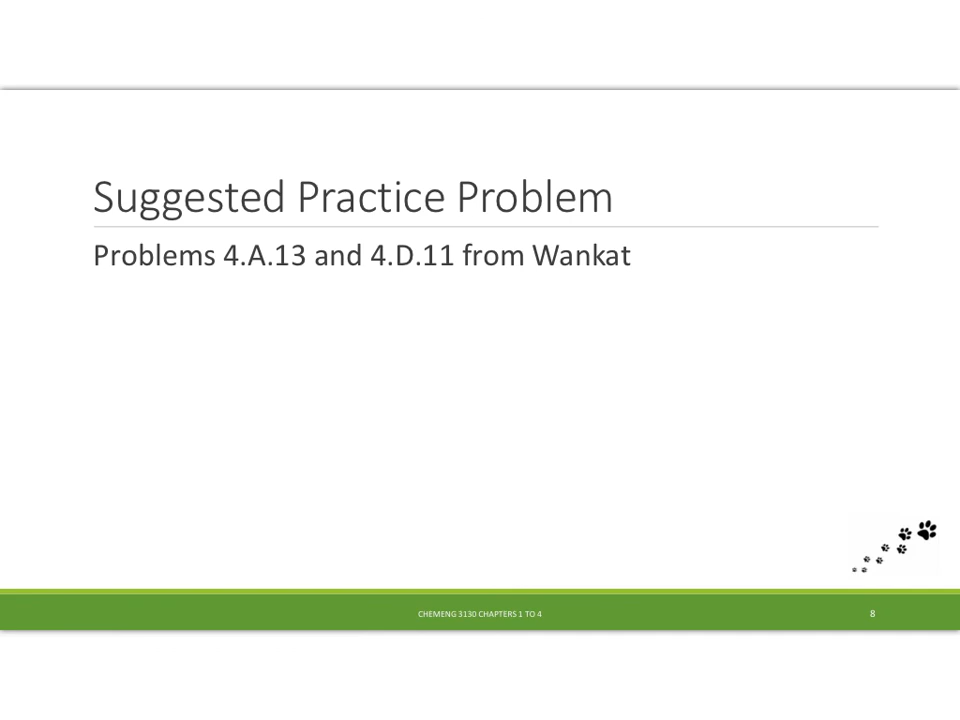 Suggested Practice Problem
Problems 4.A.13 and 4.D.11 from Wankat
CHEMENG 3130 CHAPTERS 1 TO 4
8